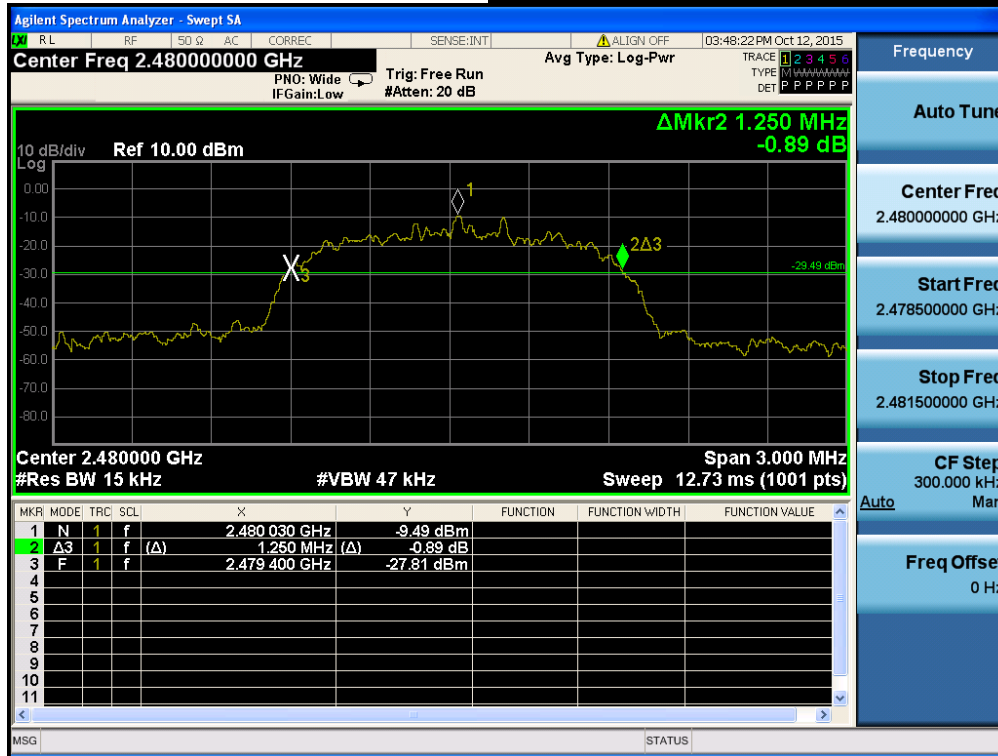 Agilent Spectrum Analyzer - Swept SA
LXI RL RF 50 Ω AC CORREC SENSE:INT ALIGN OFF 03:48:22 PM Oct 12, 2015
Center Freq 2.480000000 GHz
PNO: Wide
IFGain:Low
Trig: Free Run
#Atten: 20 dB
Avg Type: Log-Pwr
TRACE 1 2 3 4 5 6
TYPE M
DET P P P P P P
ΔMkr2 1.250 MHz
-0.89 dB
10 dB/div Ref 10.00 dBm
Log
0.00
-10.0
-20.0
-30.0
-40.0
-50.0
-60.0
-70.0
-80.0
1
2Δ3
3
-29.49 dBm
Center 2.480000 GHz Span 3.000 MHz
#Res BW 15 kHz #VBW 47 kHz Sweep 12.73 ms (1001 pts)
MKR MODE TRC SCL X Y FUNCTION FUNCTION WIDTH FUNCTION VALUE
1 N 1 f 2.480 030 GHz -9.49 dBm
2 Δ3 1 f (Δ) 1.250 MHz (Δ) -0.89 dB
3 F 1 f 2.479 400 GHz -27.81 dBm
4
5
6
7
8
9
10
11
MSG STATUS
Frequency
Auto Tune
Center Freq
2.480000000 GHz
Start Freq
2.478500000 GHz
Stop Freq
2.481500000 GHz
CF Step
300.000 kHz
Auto Man
Freq Offset
0 Hz